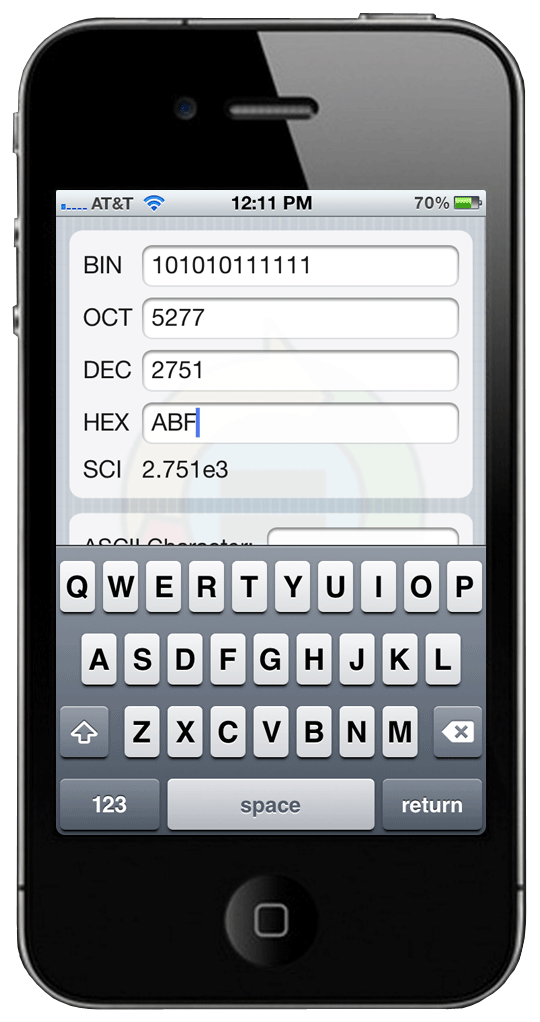 AT&T 12:11 PM 70%
BIN 101010111111
OCT 5277
DEC 2751
HEX ABF
SCI 2.751e3
ASCII Character:
Q W E R T Y U I O P
A S D F G H J K L
Z X C V B N M
123 space return